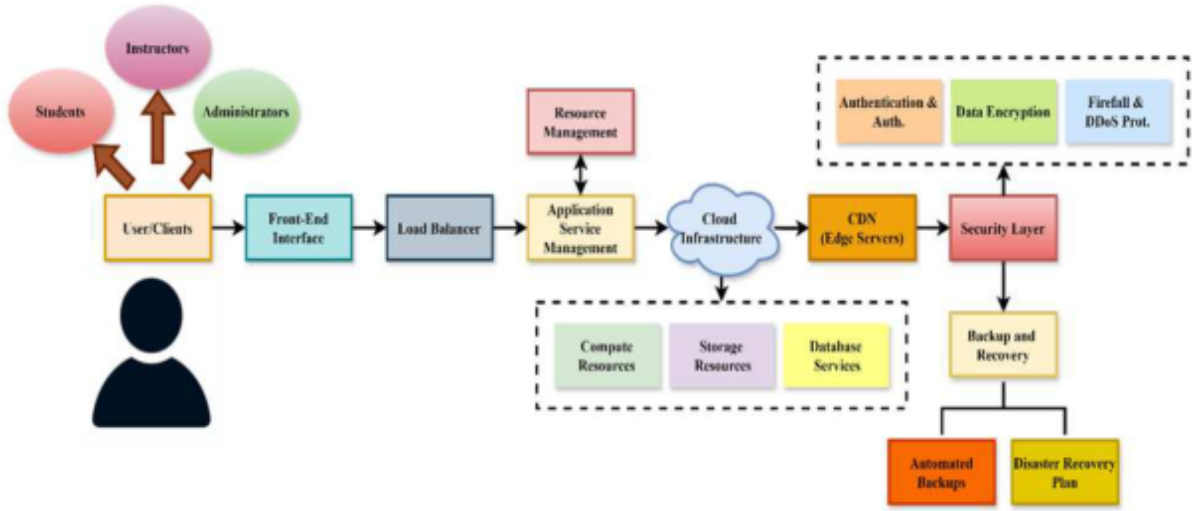 Instructors
Students
Administrators
Resource
Management
Authentication &
Auth.
Data Encryption
Firefall &
DDoS Prot.
User/Clients
Front-End
Interface
Load Balancer
Application
Service
Management
Cloud
Infrastructure
CDN
(Edge Servers)
Security Layer
Compute
Resources
Storage
Resources
Database
Services
Backup and
Recovery
Automated
Backups
Disaster Recovery
Plan